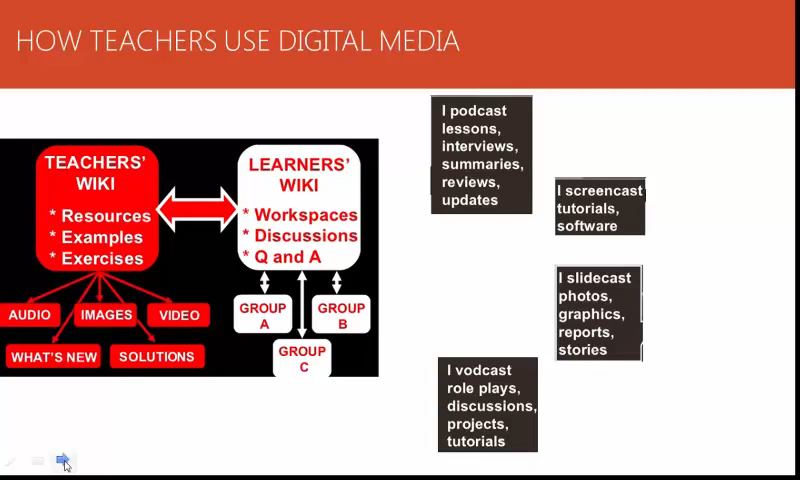 HOW TEACHERS USE DIGITAL MEDIA
TEACHERS'
WIKI
* Resources
* Examples
* Exercises
LEARNERS'
WIKI
* Workspaces
* Discussions
* Q and A
AUDIO
IMAGES
VIDEO
WHAT'S NEW
SOLUTIONS
GROUP
A
GROUP
B
GROUP
C
I podcast
lessons,
interviews,
summaries,
reviews,
updates
I screencast
tutorials,
software
I slidecast
photos,
graphics,
reports,
stories
I vodcast
role plays,
discussions,
projects,
tutorials